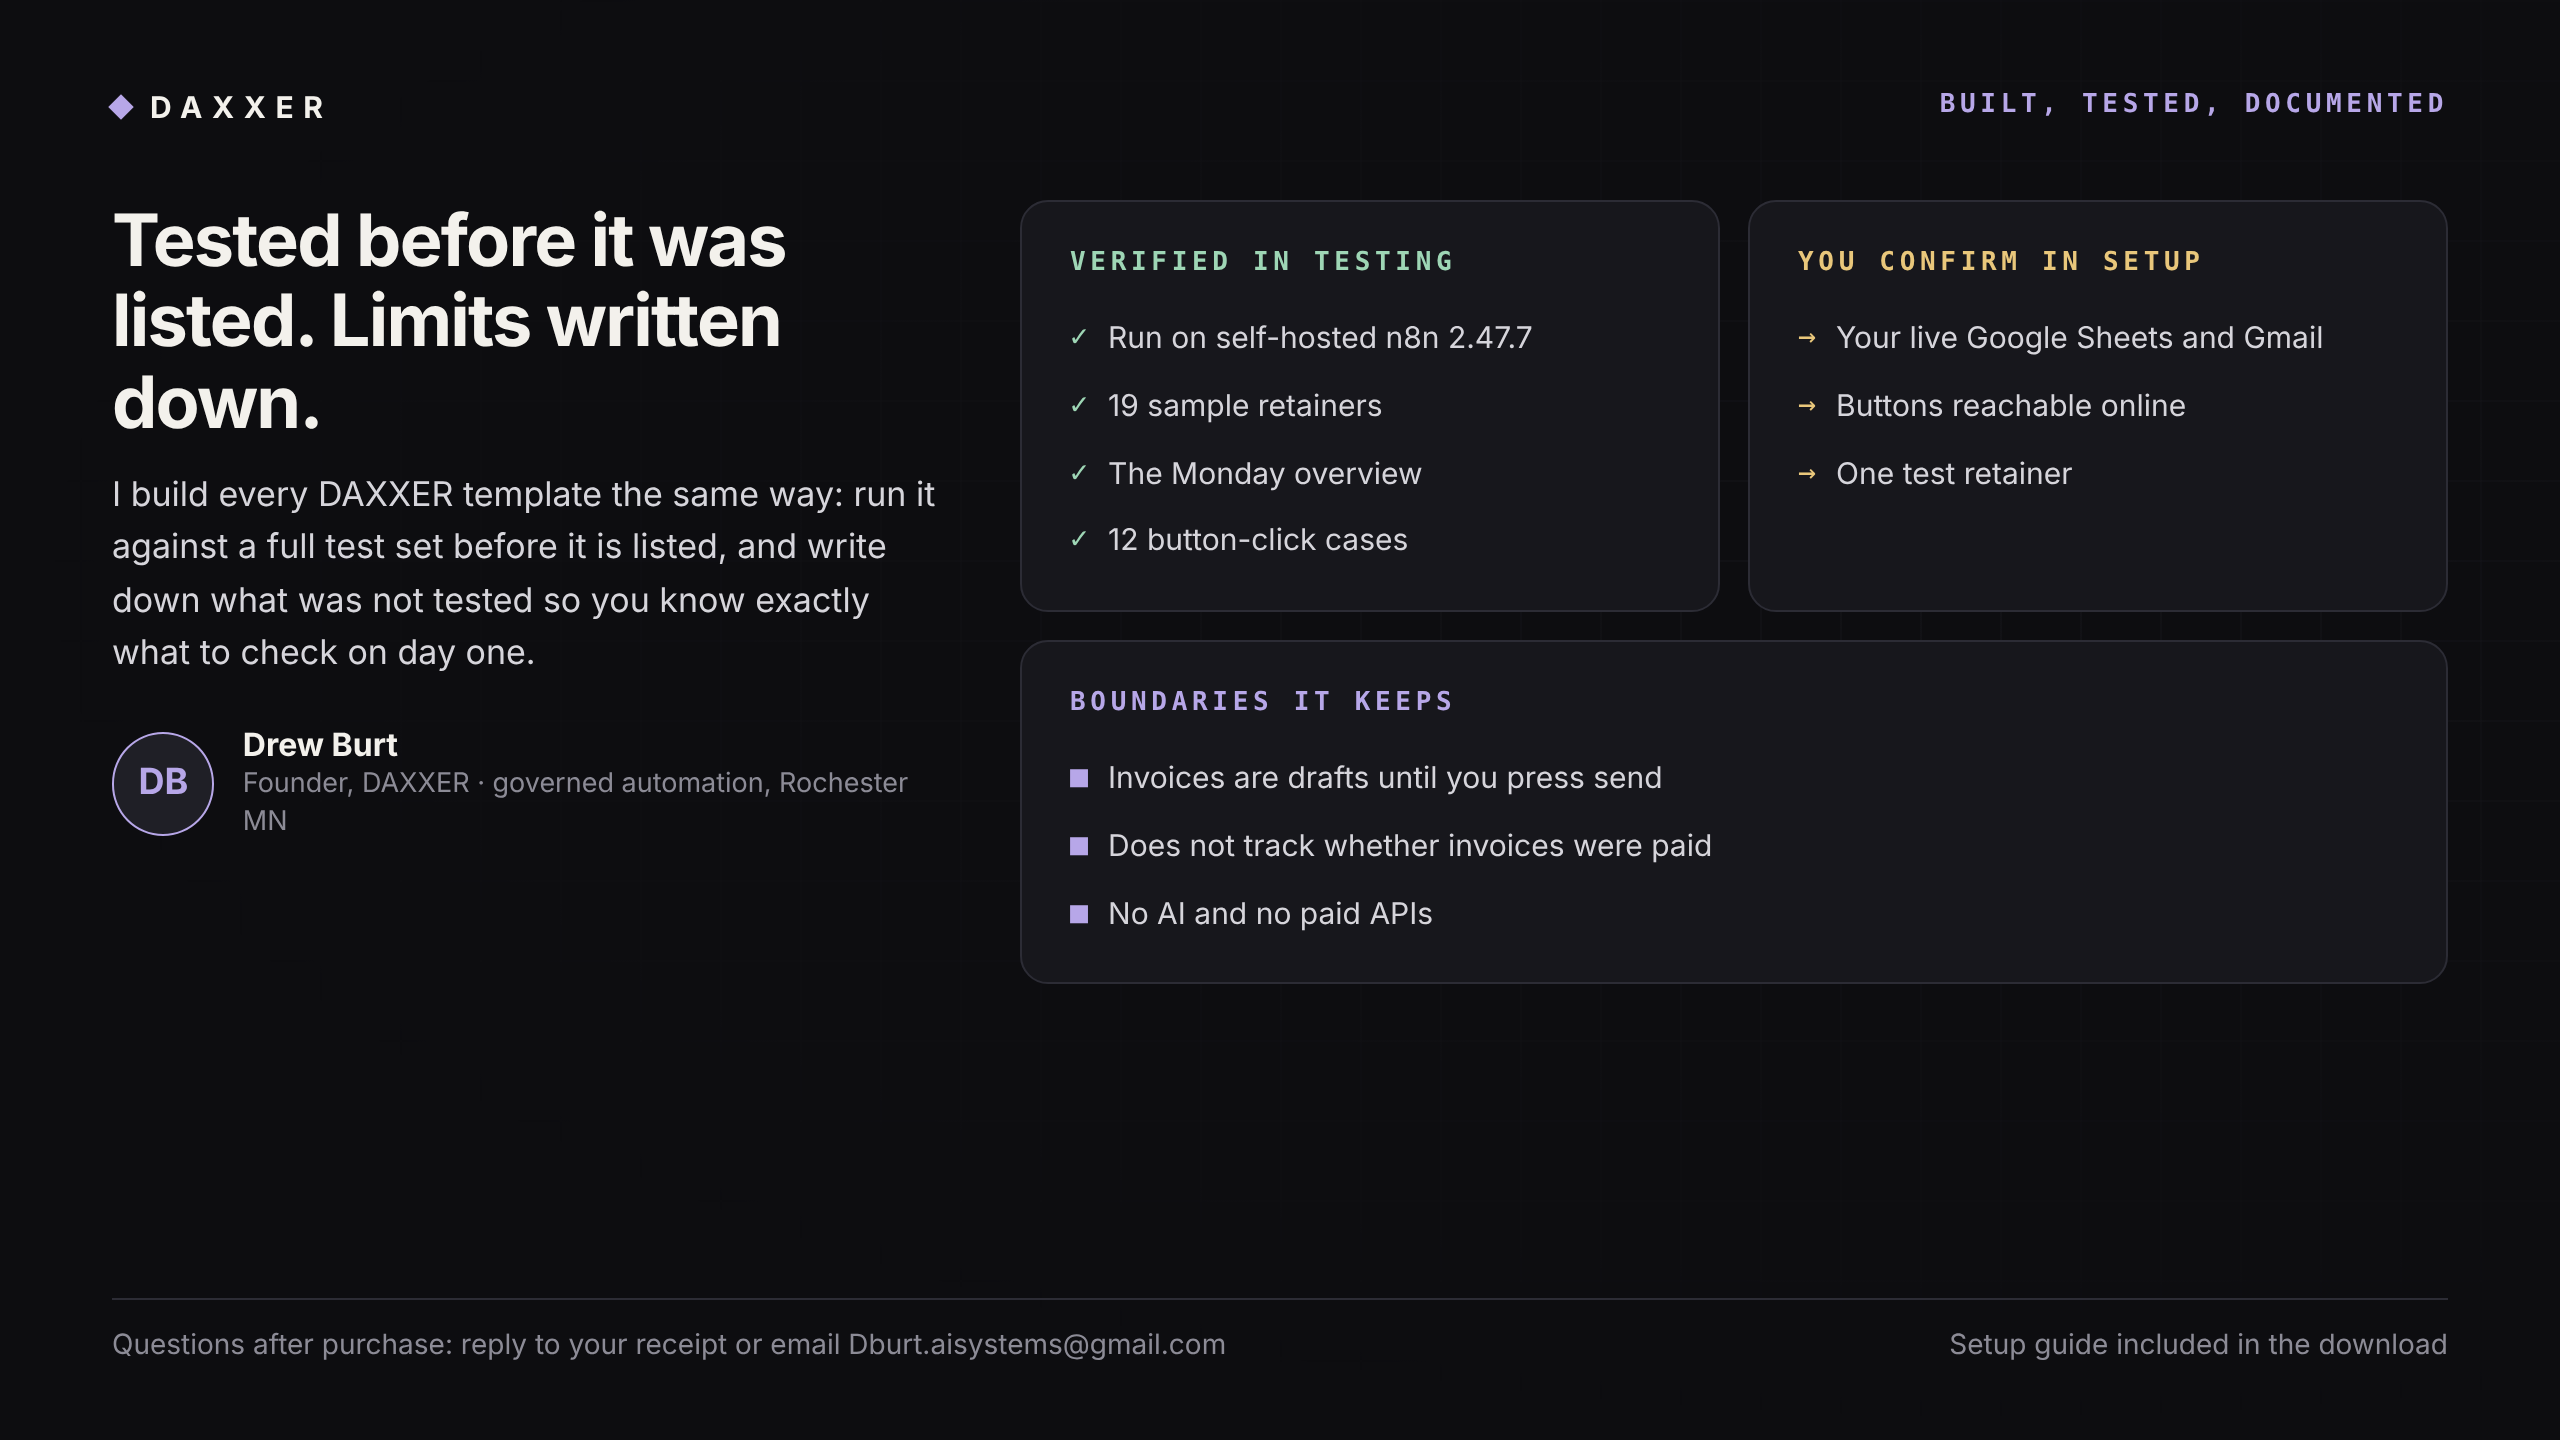 DAXXER
BUILT, TESTED, DOCUMENTED
Tested before it was
listed. Limits written
down.
I build every DAXXER template the same way: run it
against a full test set before it is listed, and write
down what was not tested so you know exactly
what to check on day one.
DB
Drew Burt
Founder, DAXXER · governed automation, Rochester
MN
VERIFIED IN TESTING
✓ Run on self-hosted n8n 2.47.7
✓ 19 sample retainers
✓ The Monday overview
✓ 12 button-click cases
YOU CONFIRM IN SETUP
→ Your live Google Sheets and Gmail
→ Buttons reachable online
→ One test retainer
BOUNDARIES IT KEEPS
■ Invoices are drafts until you press send
■ Does not track whether invoices were paid
■ No AI and no paid APIs
Questions after purchase: reply to your receipt or email Dburt.aisystems@gmail.com
Setup guide included in the download